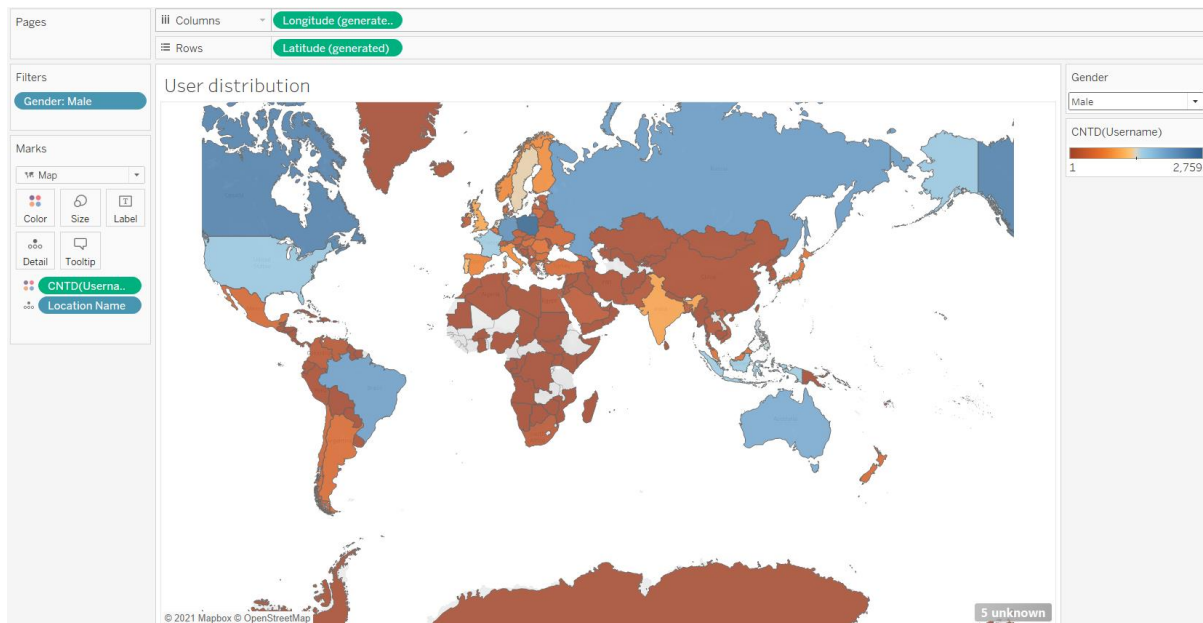 Pages
Columns
Longitude (generate..
Rows
Latitude (generated)
Filters
Gender: Male
Marks
Map
Color
Size
Label
Detail
Tooltip
CNTD(Userna..
Location Name
User distribution
© 2021 Mapbox © OpenStreetMap
5 unknown
Gender
Male
CNTD(Username)
1 2,759